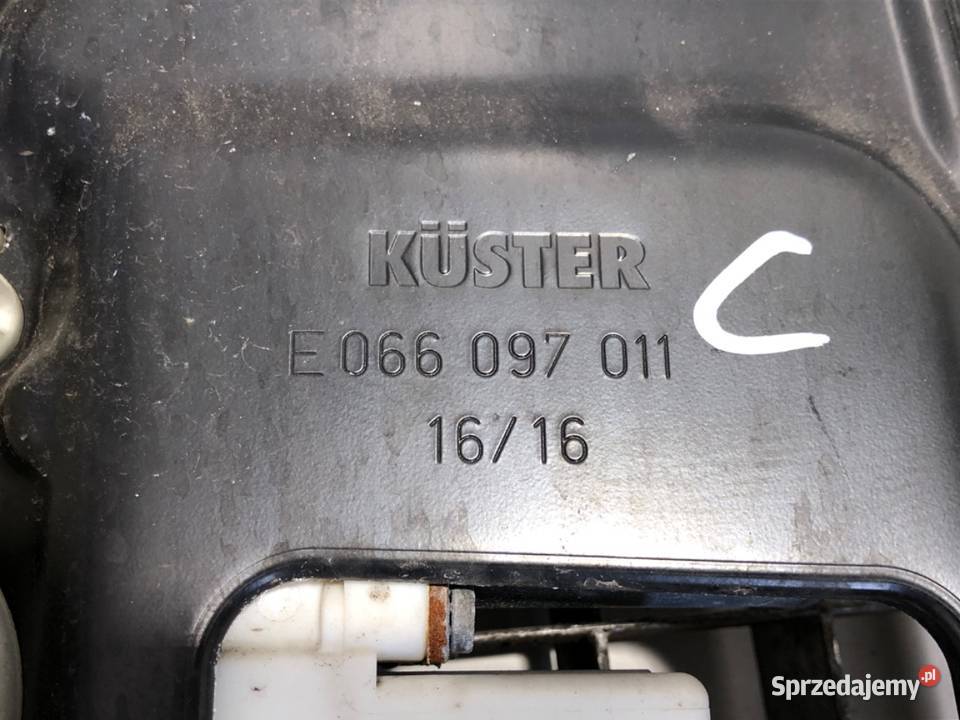 KÜSTER
C
E 066 097 011
16/16
Sprzedajemy.pl